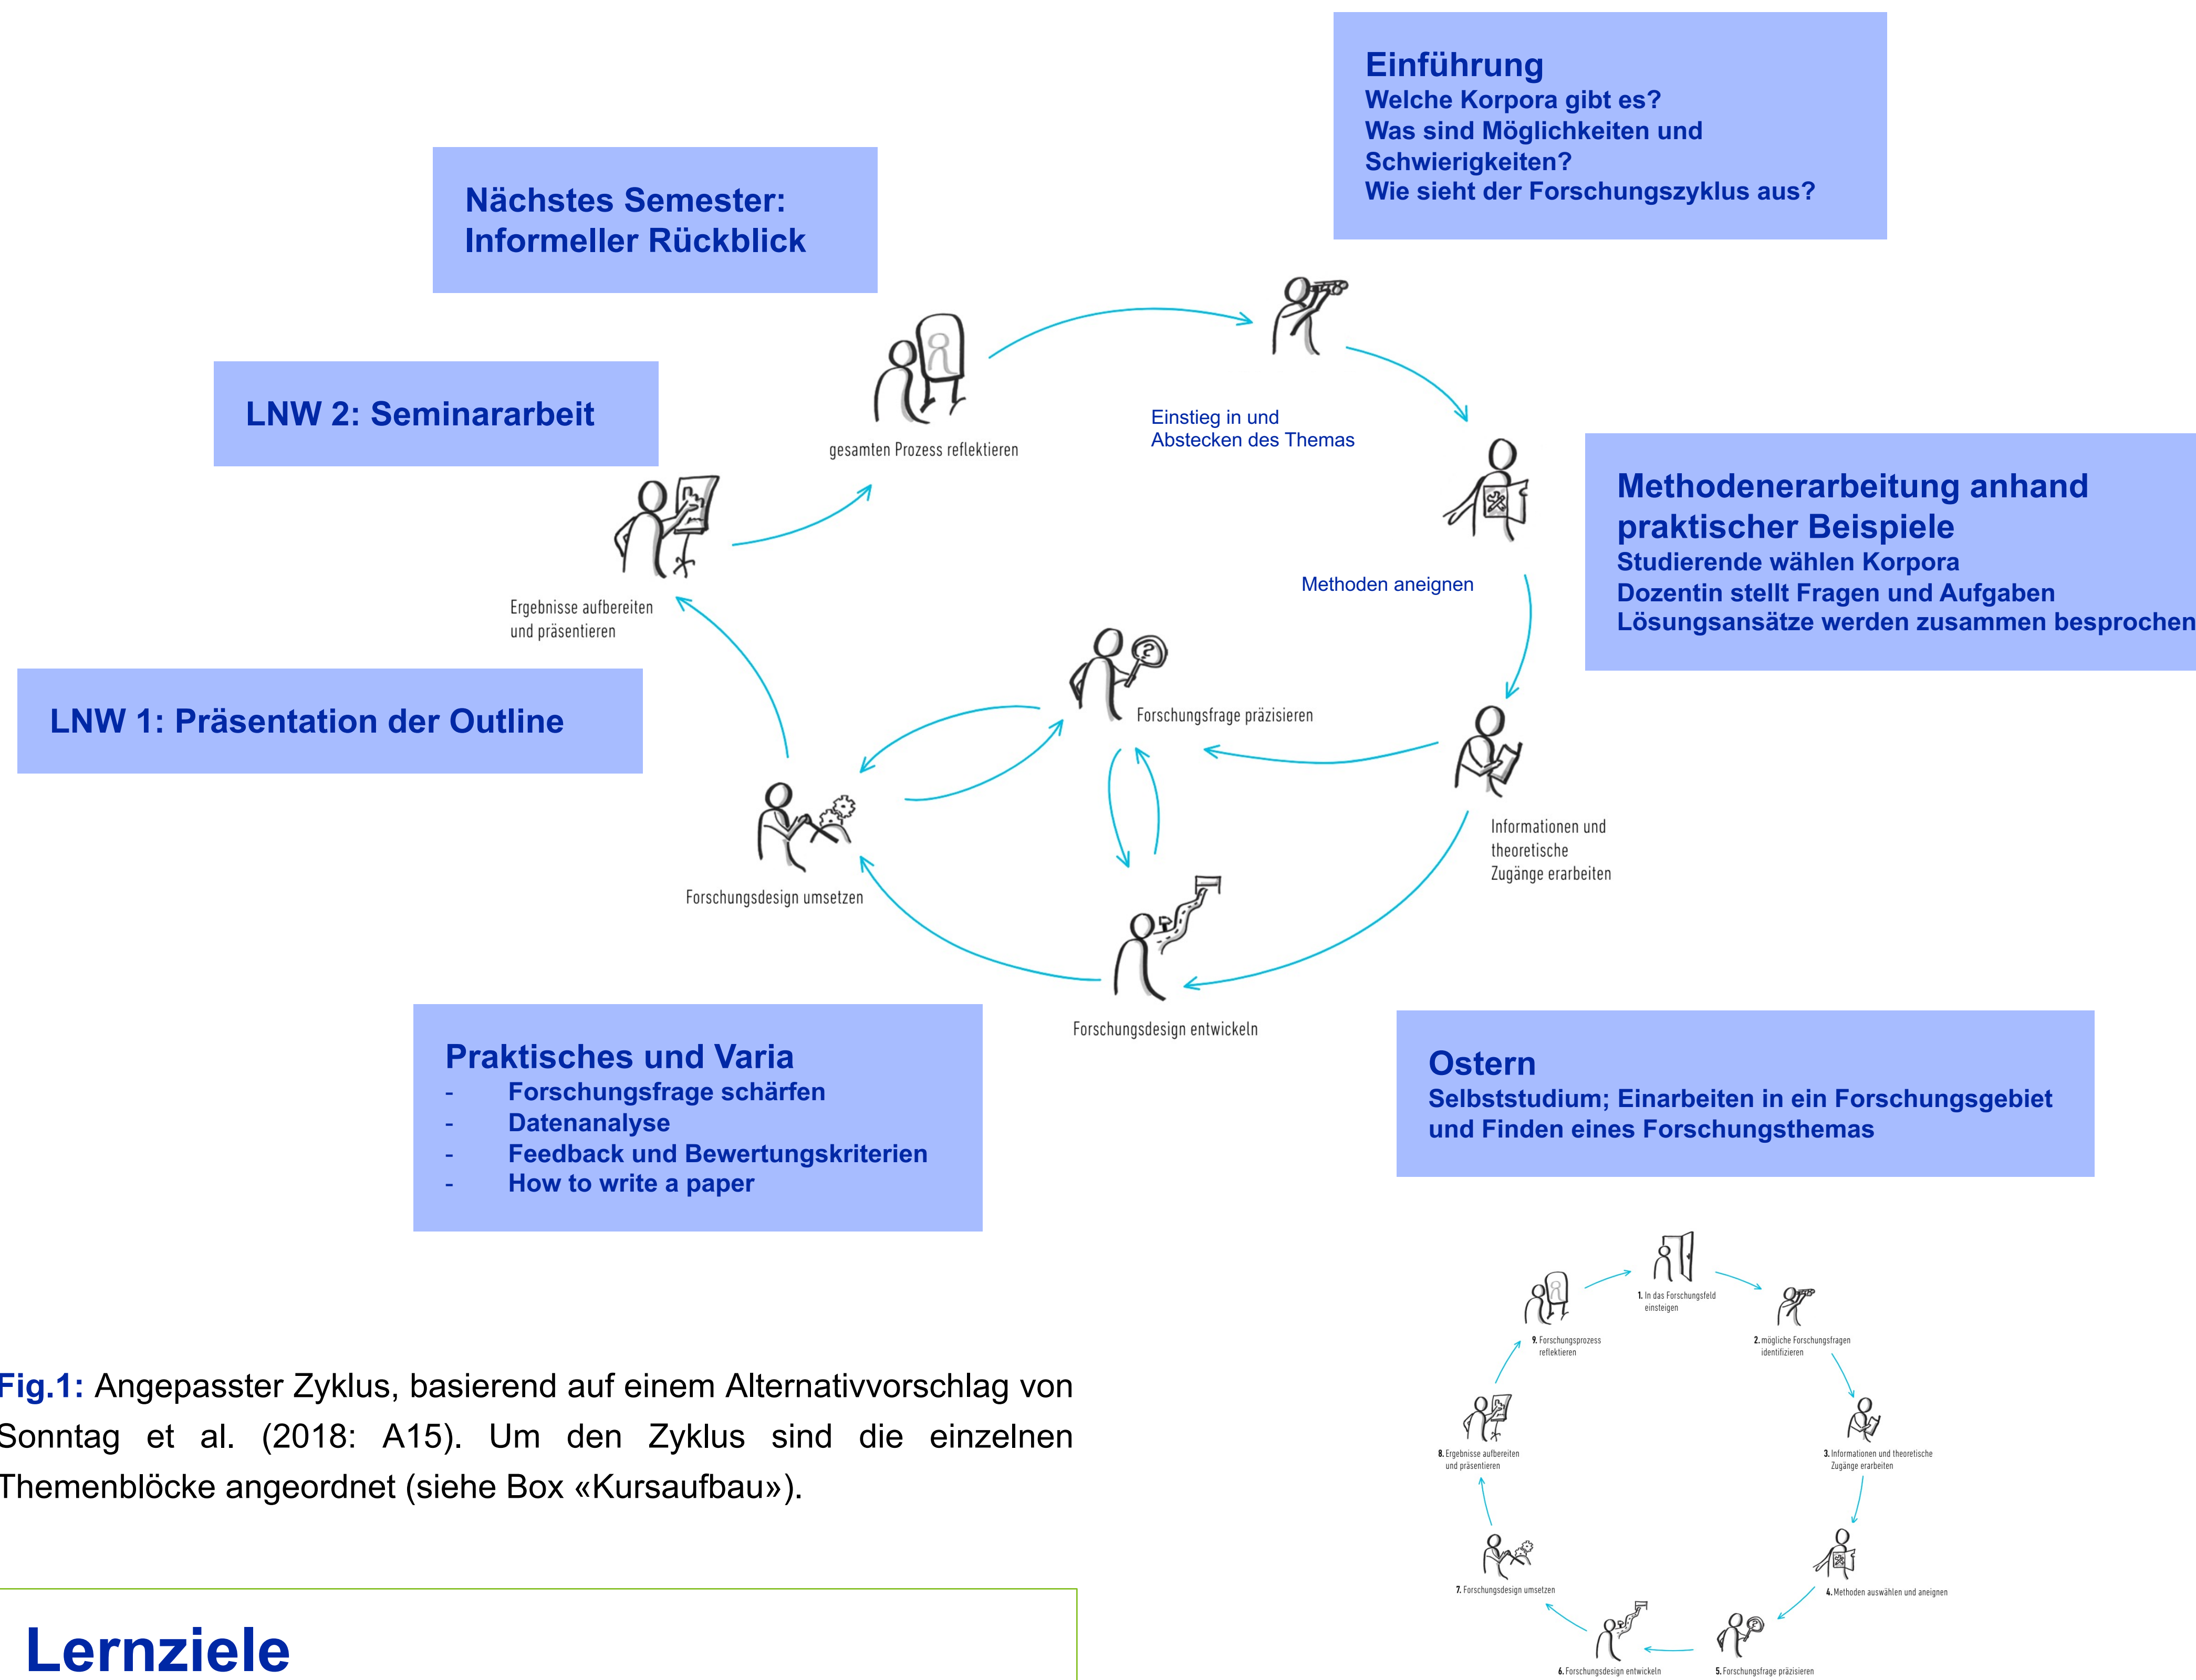 Einführung
Welche Korpora gibt es?
Was sind Möglichkeiten und
Schwierigkeiten?
Wie sieht der Forschungszyklus aus?
Nächstes Semester:
Informeller Rückblick
LNW 2: Seminararbeit
gesamten Prozess reflektieren
Einstieg in und
Abstecken des Themas
Methodenerarbeitung anhand
praktischer Beispiele
Studierende wählen Korpora
Dozentin stellt Fragen und Aufgaben
Lösungsansätze werden zusammen besprochen
Methoden aneignen
Ergebnisse aufbereiten
und präsentieren
LNW 1: Präsentation der Outline
?
Forschungsfrage präzisieren
Informationen und
theoretische
Zugänge erarbeiten
Forschungsdesign umsetzen
Forschungsdesign entwickeln
Praktisches und Varia
- Forschungsfrage schärfen
- Datenanalyse
- Feedback und Bewertungskriterien
- How to write a paper
Ostern
Selbststudium; Einarbeiten in ein Forschungsgebiet
und Finden eines Forschungsthemas
1. In das Forschungsfeld
einsteigen
2. mögliche Forschungsfragen
identifizieren
3. Informationen und theoretische
Zugänge erarbeiten
4. Methoden auswählen und aneignen
?
5. Forschungsfrage präzisieren
6. Forschungsdesign entwickeln
7. Forschungsdesign umsetzen
8. Ergebnisse aufbereiten
und präsentieren
9. Forschungsprozess
reflektieren
Fig.1: Angepasster Zyklus, basierend auf einem Alternativvorschlag von
Sonntag et al. (2018: A15). Um den Zyklus sind die einzelnen
Themenblöcke angeordnet (siehe Box «Kursaufbau»).
Lernziele